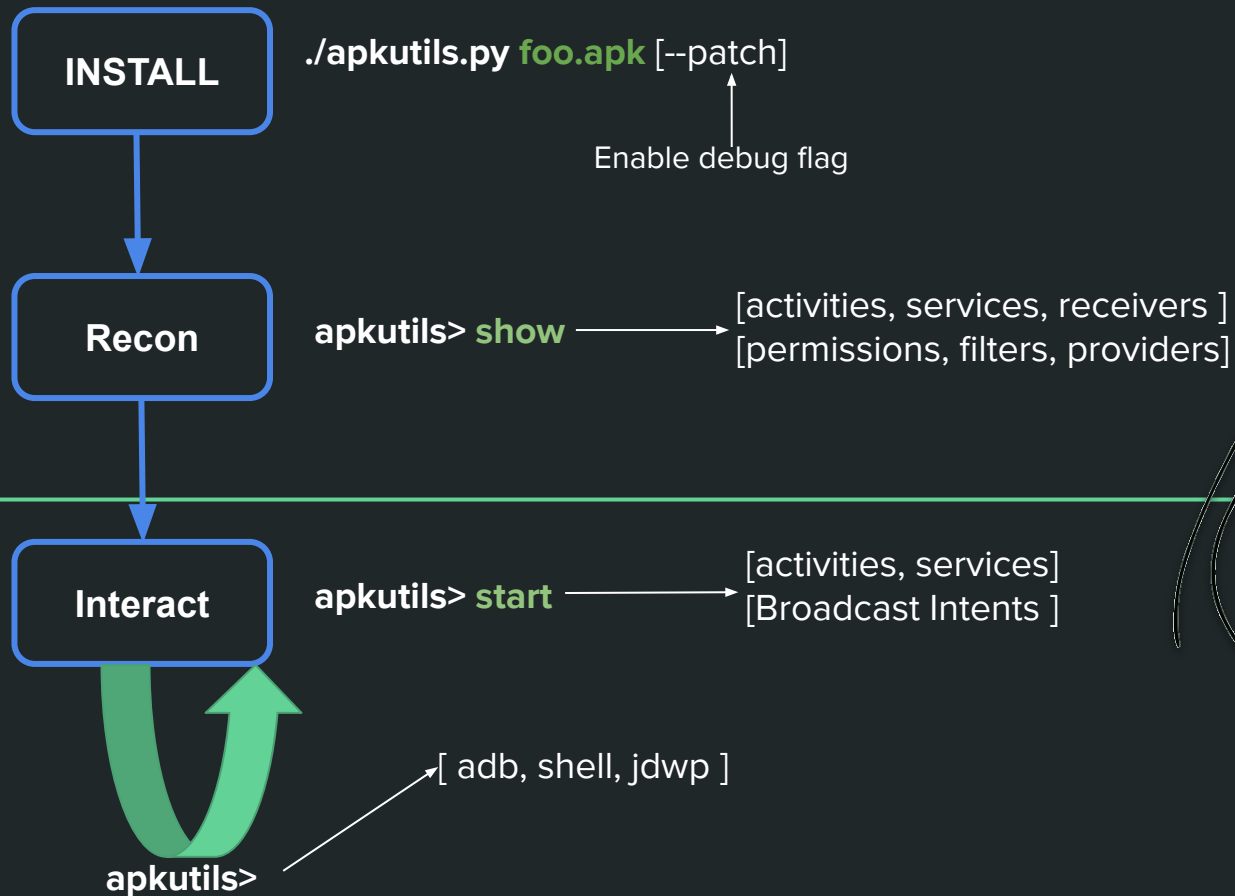 INSTALL
./apkutils.py foo.apk [--patch]
Enable debug flag
Recon
apkutils> show
[activities, services, receivers ]
[permissions, filters, providers]
Interact
apkutils> start
[activities, services]
[Broadcast Intents ]
[ adb, shell, jdwp ]
apkutils>